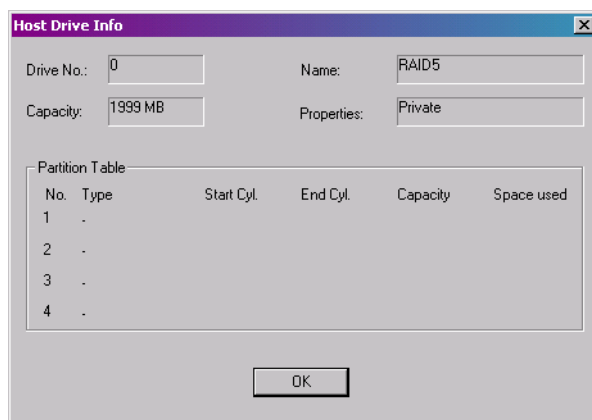 Host Drive Info
Drive No.: 0 Name: RAID5
Capacity: 1999 MB Properties: Private
Partition Table
No. Type Start Cyl. End Cyl. Capacity Space used
1 -
2 -
3 -
4 -
OK